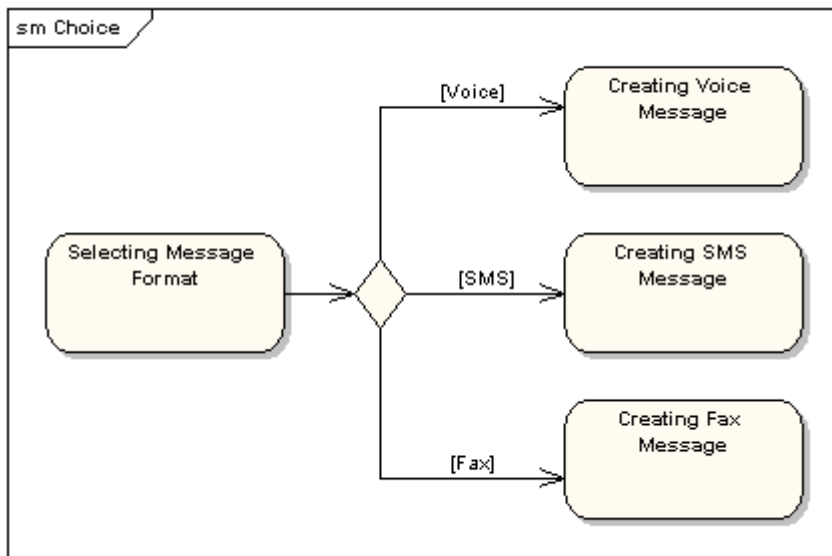 sm Choice
[Voice]
Creating Voice
Message
Selecting Message
Format
[SMS]
Creating SMS
Message
[Fax]
Creating Fax
Message